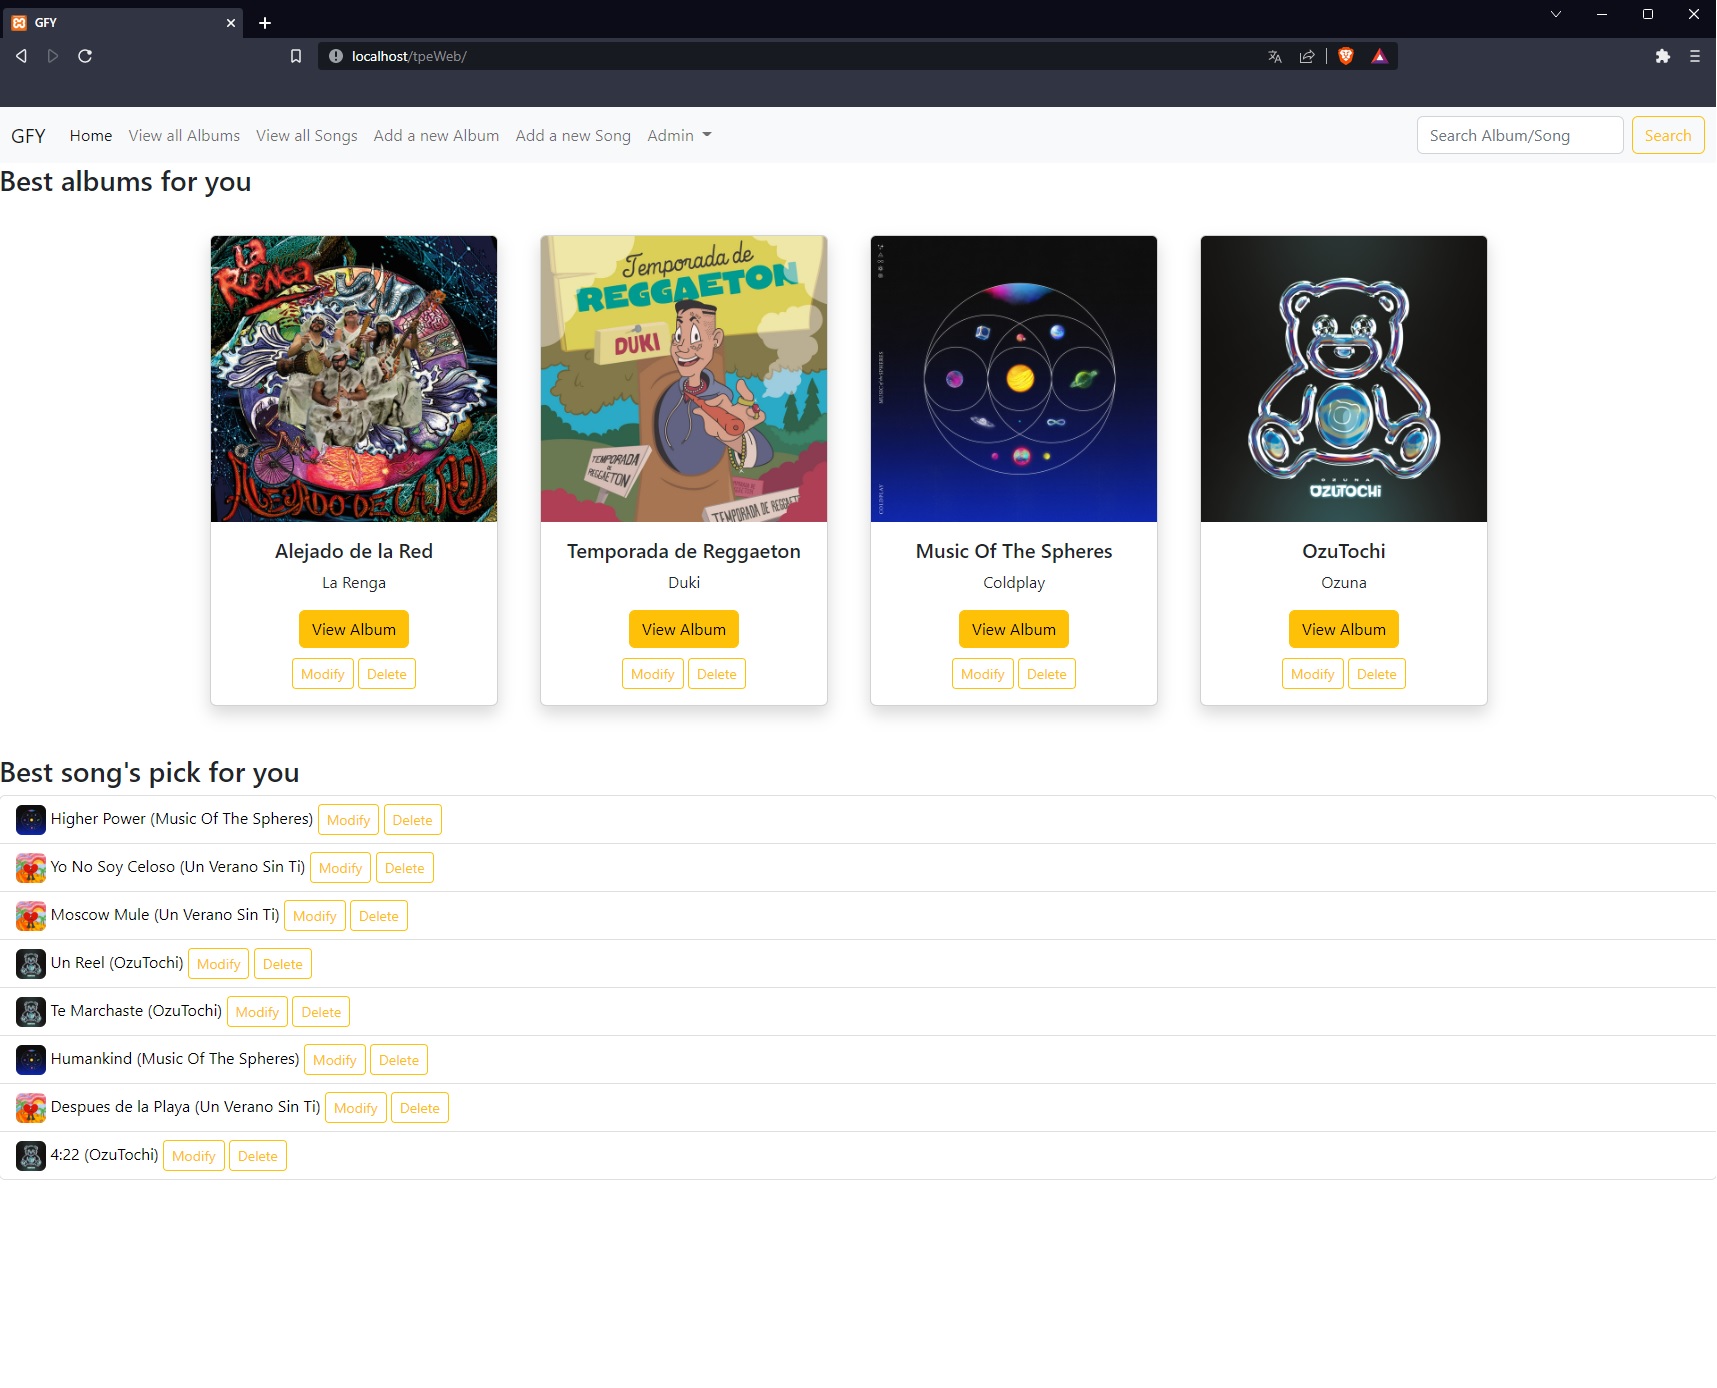 GFY
localhost/tpeWeb/
GFY Home View all Albums View all Songs Add a new Album Add a new Song Admin Search Album/Song Search
Best albums for you
La Renga
ALEJADO DE LA RED
Temporada de
REGGAETON
DUKI
TEMPORADA DE REGGAETON
TEMPORADA DE REGGAET
MUSIC of the SPHERES
COLDPLAY
OZUNA
OZUTOCHi
Alejado de la Red
La Renga
View Album
Modify Delete
Temporada de Reggaeton
Duki
View Album
Modify Delete
Music Of The Spheres
Coldplay
View Album
Modify Delete
OzuTochi
Ozuna
View Album
Modify Delete
Best song's pick for you
Higher Power (Music Of The Spheres) Modify Delete
Yo No Soy Celoso (Un Verano Sin Ti) Modify Delete
Moscow Mule (Un Verano Sin Ti) Modify Delete
Un Reel (OzuTochi) Modify Delete
Te Marchaste (OzuTochi) Modify Delete
Humankind (Music Of The Spheres) Modify Delete
Despues de la Playa (Un Verano Sin Ti) Modify Delete
4:22 (OzuTochi) Modify Delete